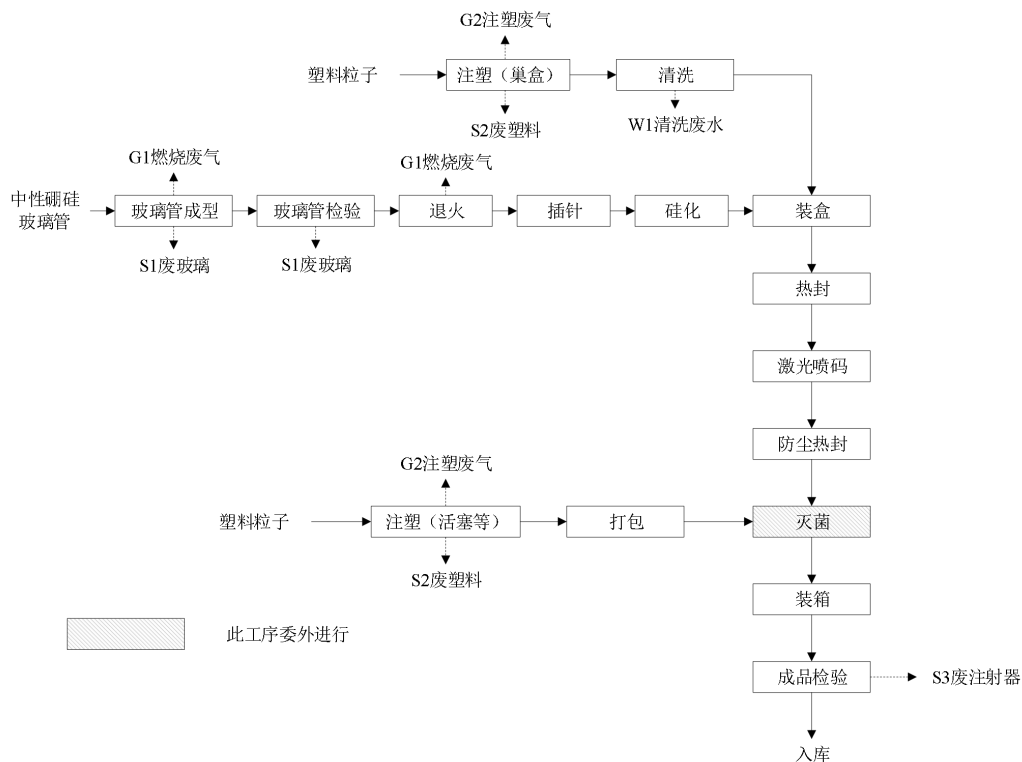 G2注塑废气
塑料粒子
注塑（巢盒）
清洗
S2废塑料
W1清洗废水
G1燃烧废气
G1燃烧废气
中性硼硅
玻璃管
玻璃管成型
玻璃管检验
退火
插针
硅化
装盒
S1废玻璃
S1废玻璃
热封
激光喷码
防尘热封
G2注塑废气
塑料粒子
注塑（活塞等）
打包
灭菌
S2废塑料
装箱
此工序委外进行
成品检验
S3废注射器
入库